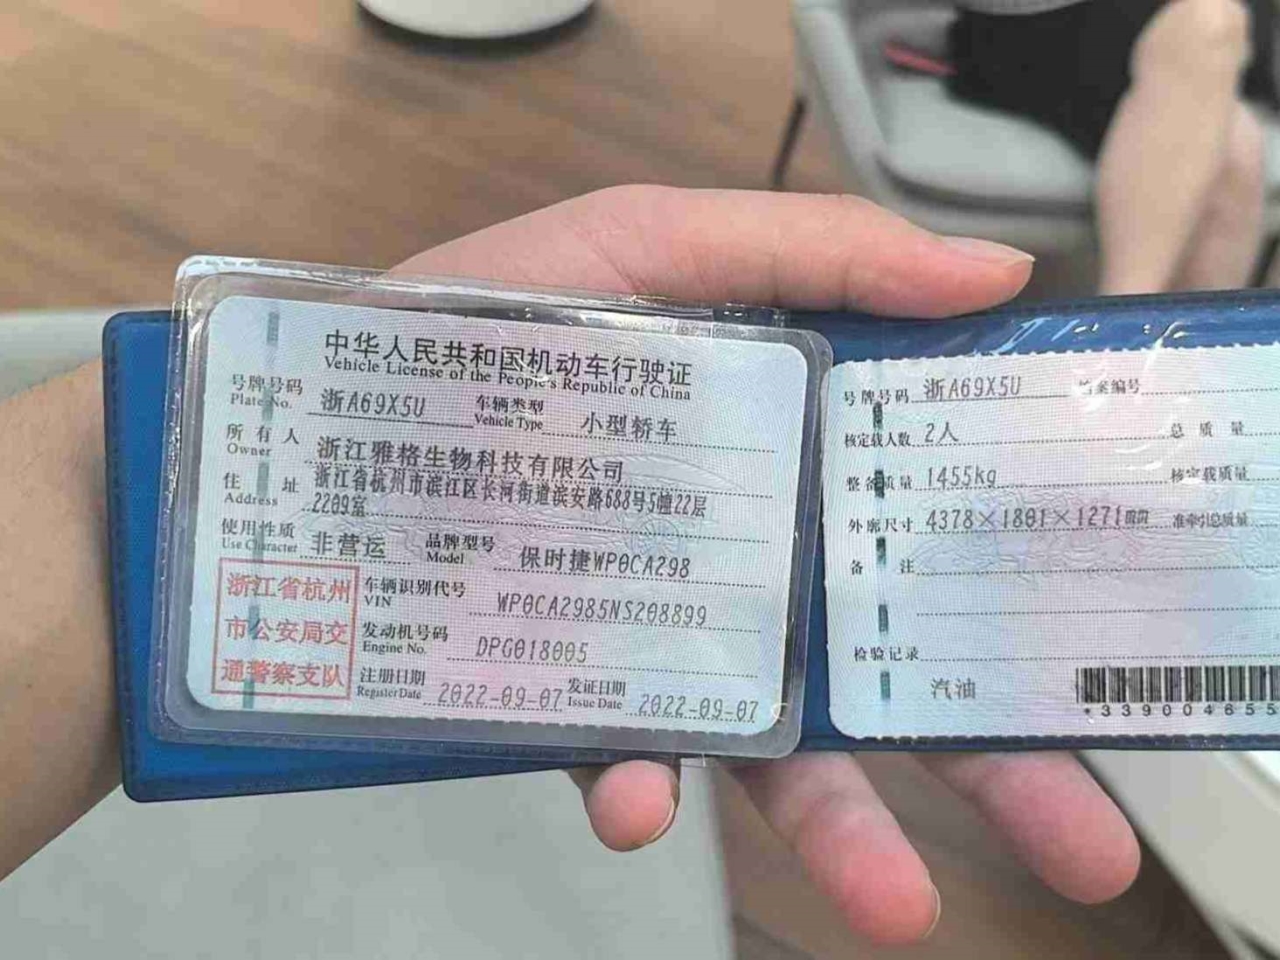 中华人民共和国机动车行驶证
Vehicle License of the People's Republic of China
号牌号码 浙A69X5U 车辆类型 小型轿车
Plate No. Vehicle Type
所有人 浙江雅格生物科技有限公司
Owner
住址 浙江省杭州市滨江区长河街道滨安路688号5幢22层
Address 2209室
使用性质 非营运 品牌型号 保时捷WP0CA298
Use Character Model
浙江省杭州
市公安局交
通警察支队
车辆识别代号 WP0CA2985NS208899
VIN
发动机号码 DPG018005
Engine No.
注册日期 2022-09-07 发证日期 2022-09-07
Register Date Issue Date
号牌号码 浙A69X5U 档案编号
核定载人数 2人 总质量
整备质量 1455kg 核定载质量
外廓尺寸 4378×1801×1271mm 准牵引总质量
备注
检验记录
汽油
*339004655